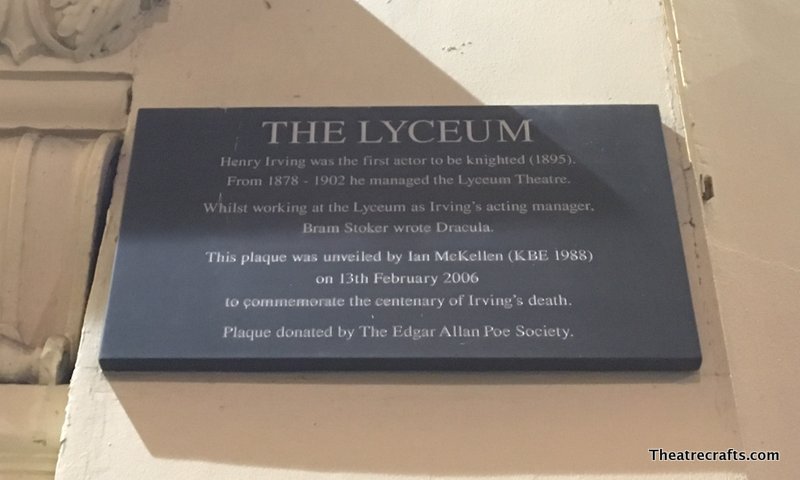 THE LYCEUM
Henry Irving was the first actor to be knighted (1895).
From 1878 - 1902 he managed the Lyceum Theatre.
Whilst working at the Lyceum as Irving's acting manager,
Bram Stoker wrote Dracula.
This plaque was unveiled by Ian McKellen (KBE 1988)
on 13th February 2006
to commemorate the centenary of Irving's death.
Plaque donated by The Edgar Allan Poe Society.
Theatrecrafts.com